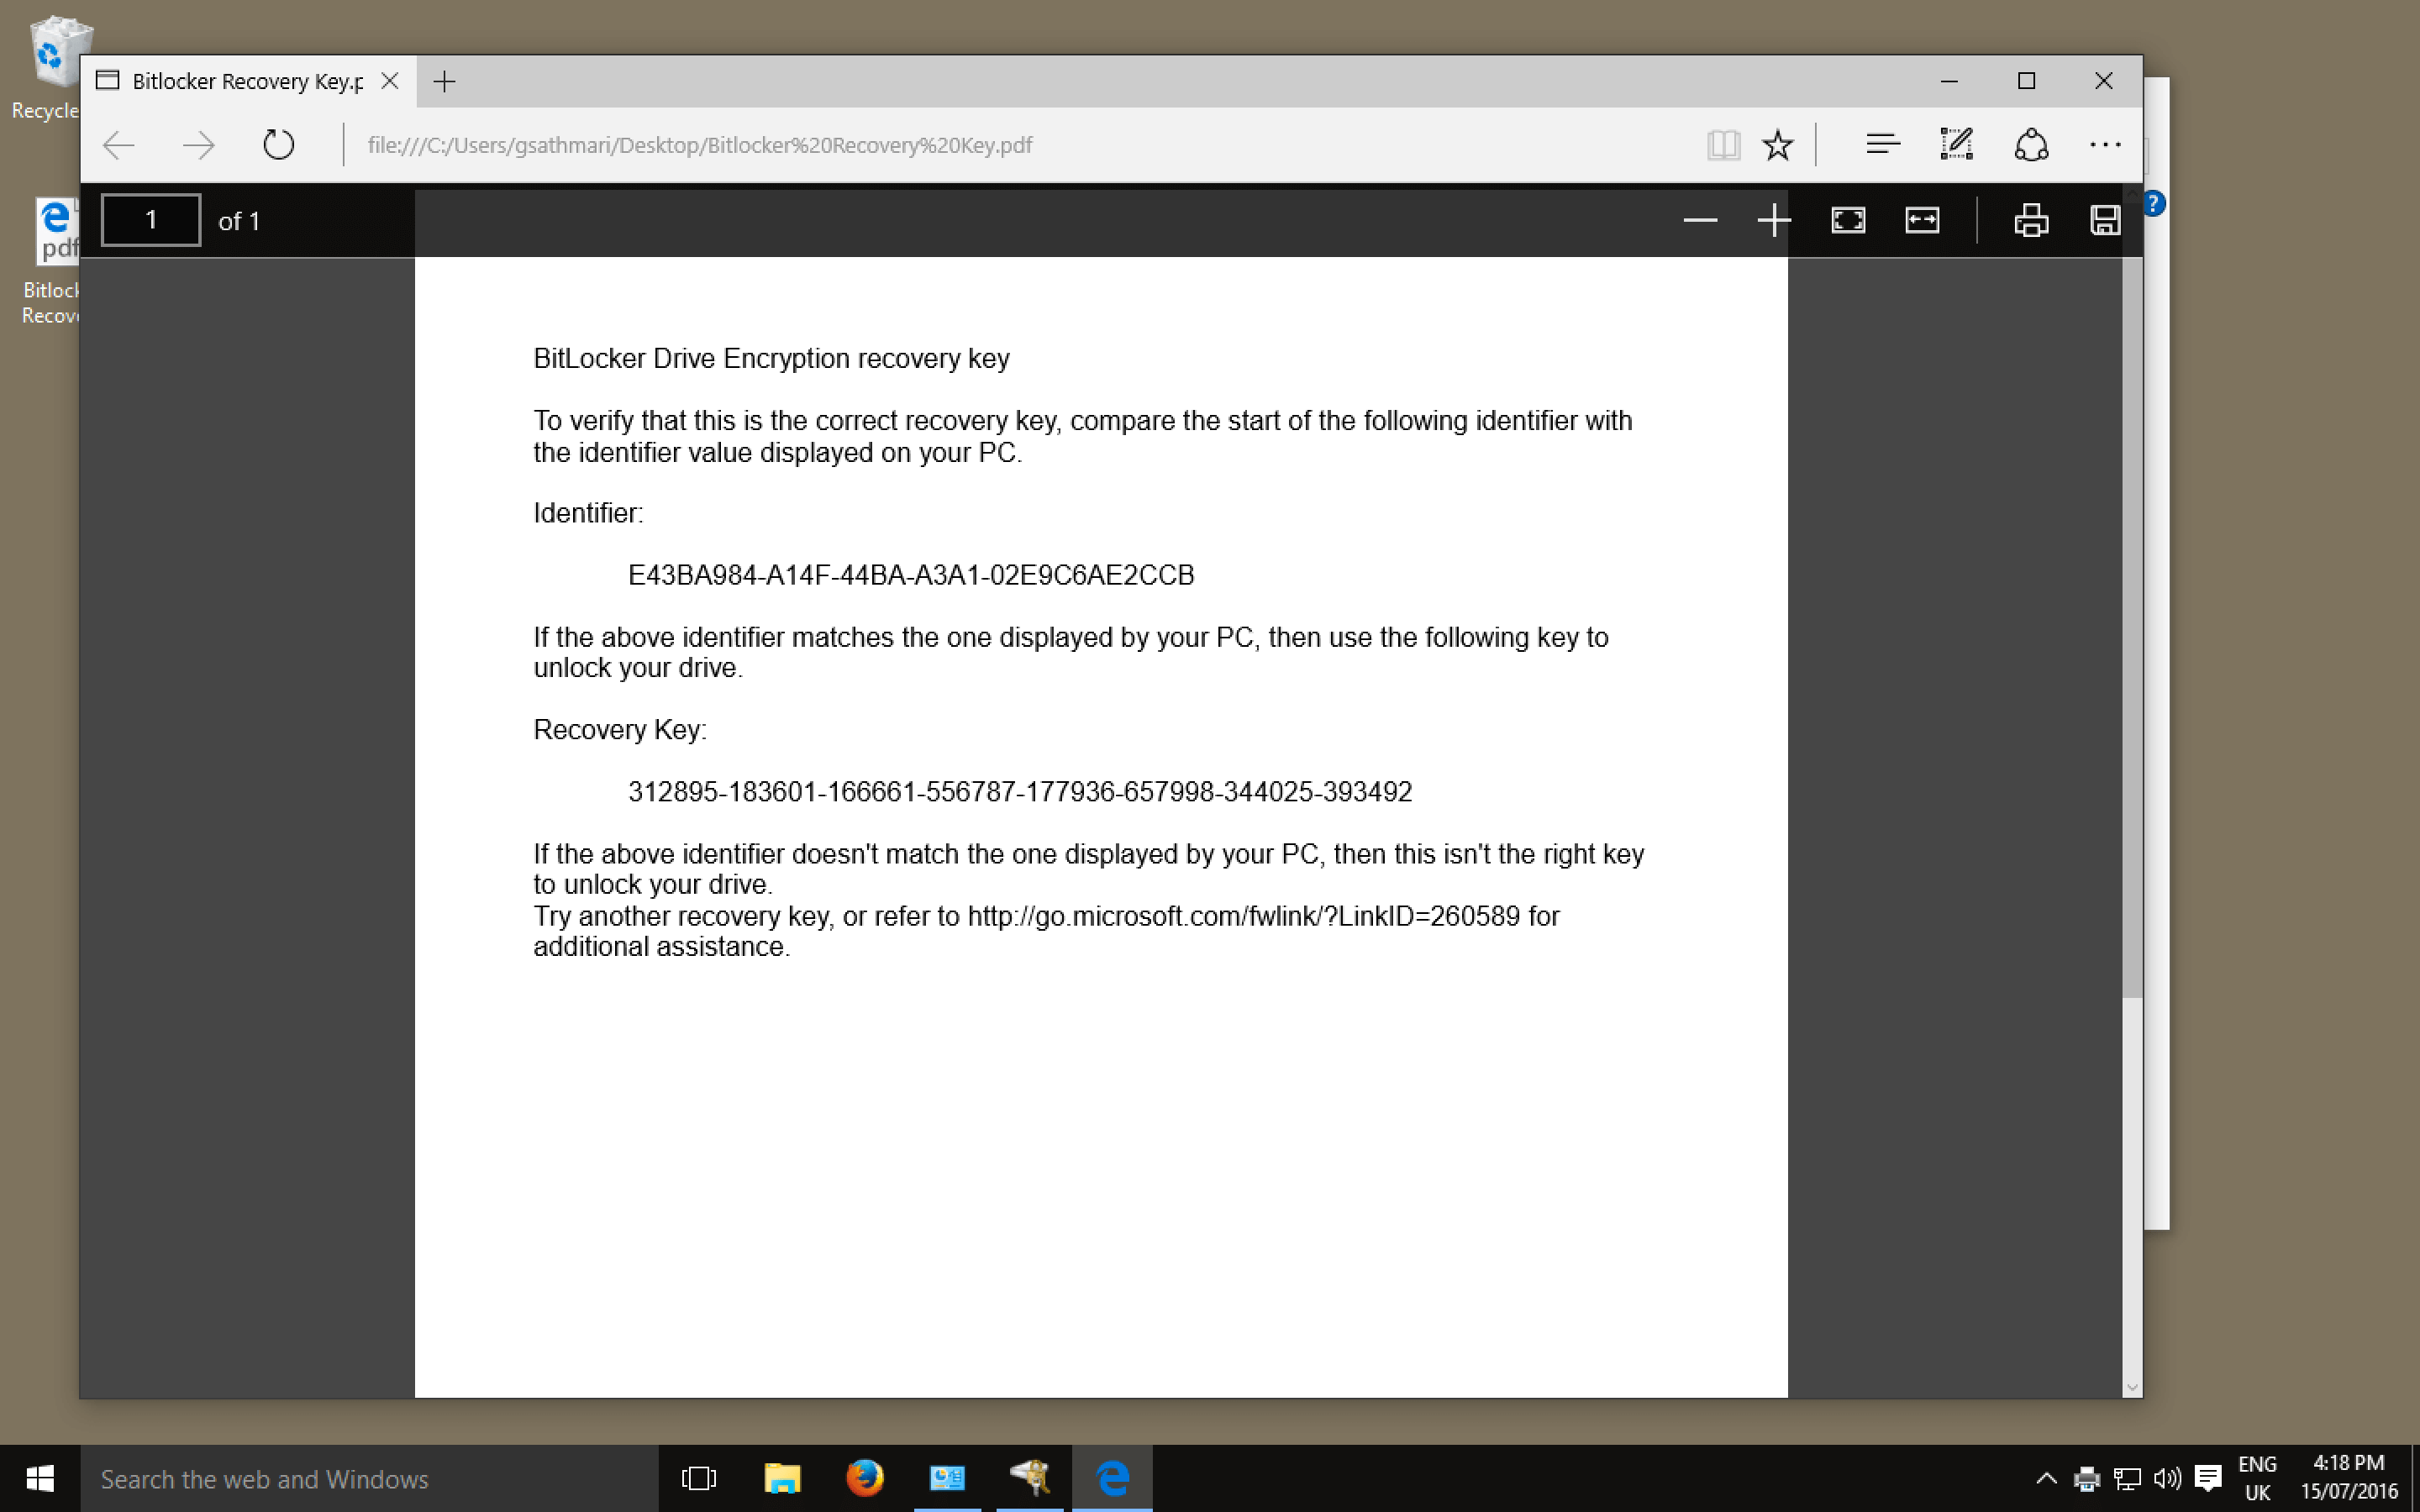 Recycle
Bitlocker Recovery Key.p
file:///C:/Users/gsathmari/Desktop/Bitlocker%20Recovery%20Key.pdf
1 of 1
?
pdf
Bitlock
Recove
BitLocker Drive Encryption recovery key
To verify that this is the correct recovery key, compare the start of the following identifier with
the identifier value displayed on your PC.
Identifier:
E43BA984-A14F-44BA-A3A1-02E9C6AE2CCB
If the above identifier matches the one displayed by your PC, then use the following key to
unlock your drive.
Recovery Key:
312895-183601-166661-556787-177936-657998-344025-393492
If the above identifier doesn't match the one displayed by your PC, then this isn't the right key
to unlock your drive.
Try another recovery key, or refer to http://go.microsoft.com/fwlink/?LinkID=260589 for
additional assistance.
Search the web and Windows
ENG
UK
4:18 PM
15/07/2016